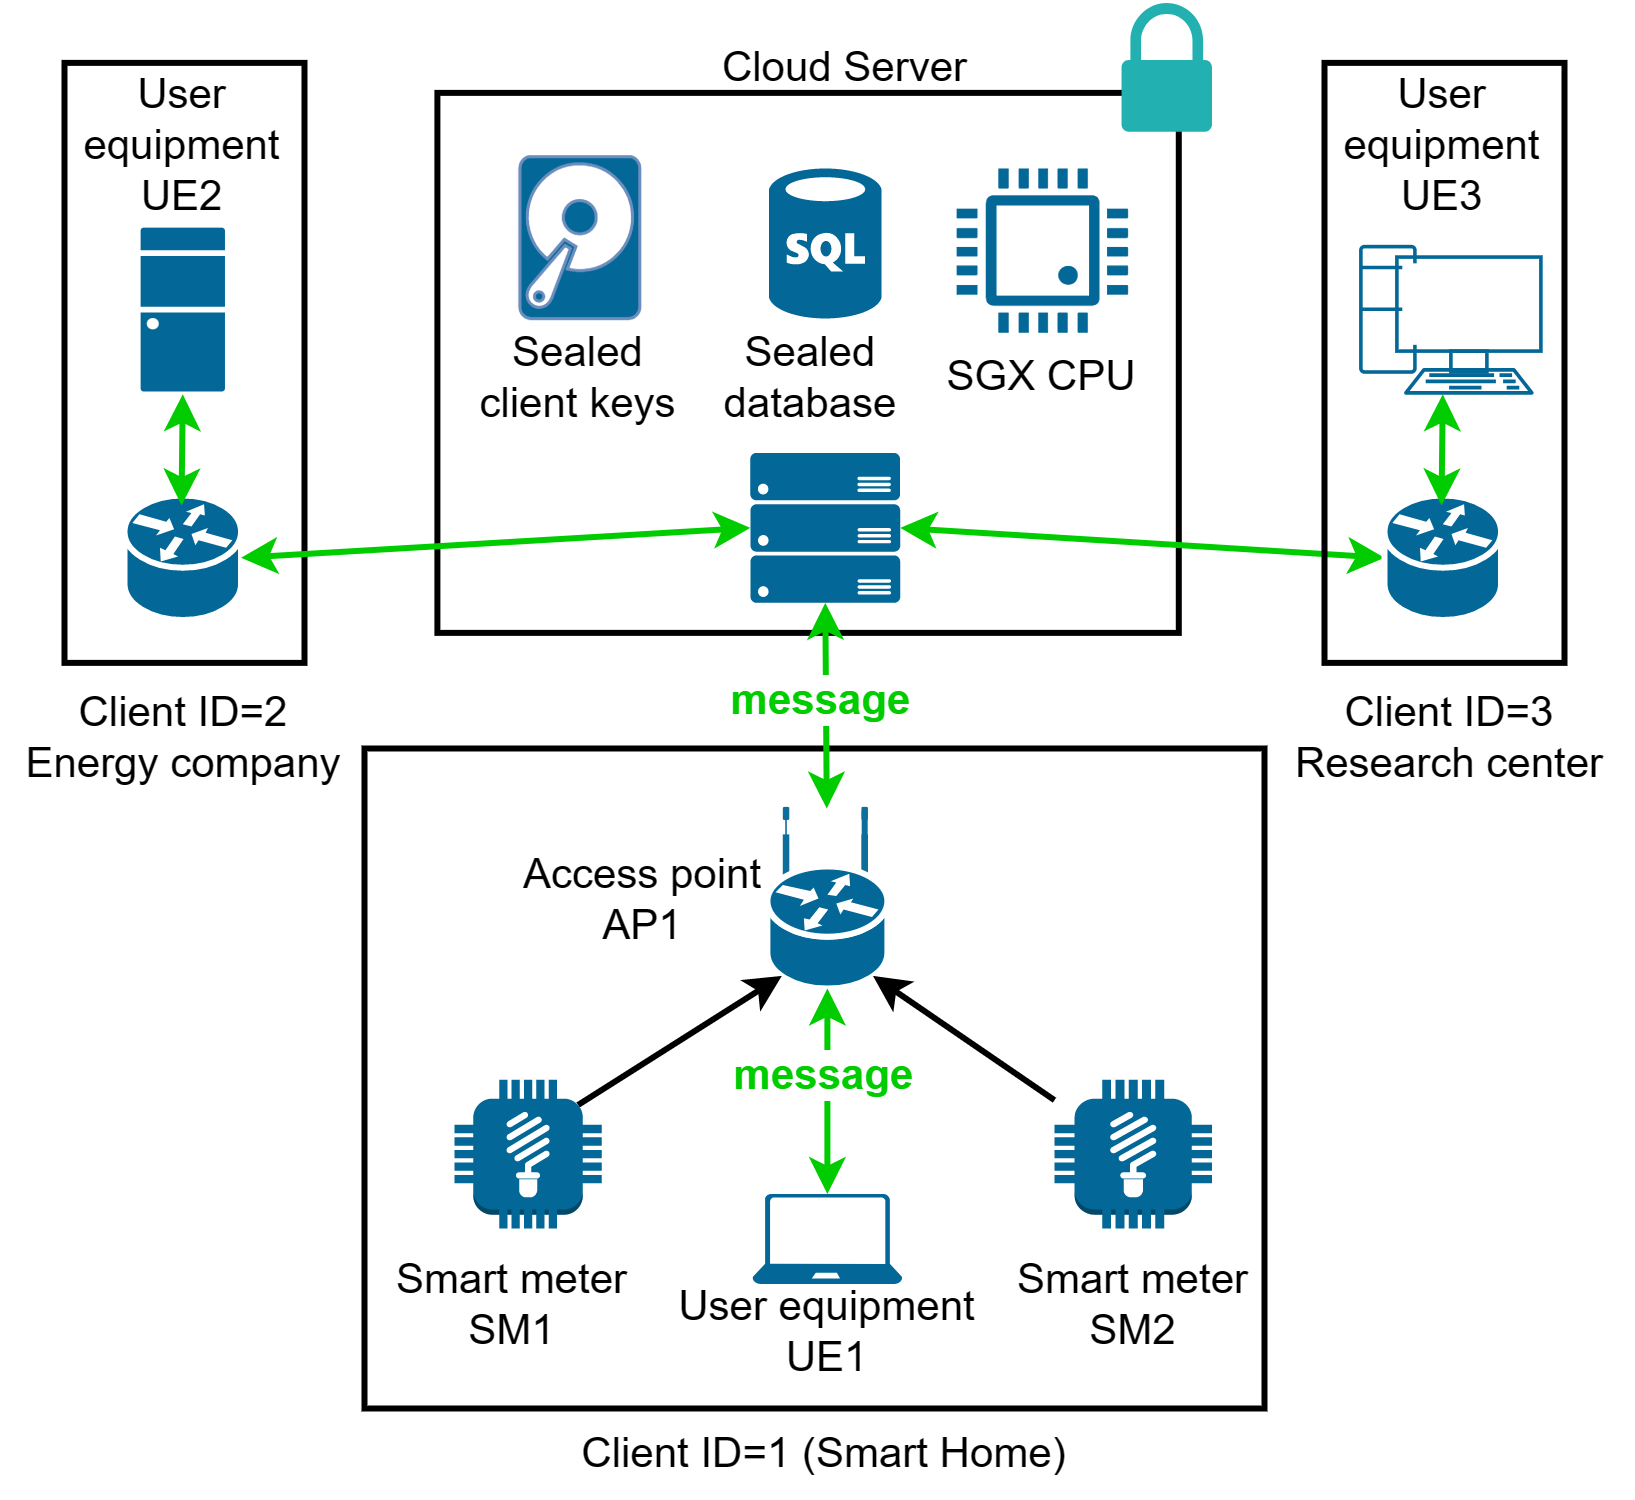 Cloud Server
User
equipment
UE2
User
equipment
UE3
SQL
Sealed
client keys
Sealed
database
SGX CPU
message
Client ID=2
Energy company
Client ID=3
Research center
Access point
AP1
message
Smart meter
SM1
User equipment
UE1
Smart meter
SM2
Client ID=1 (Smart Home)